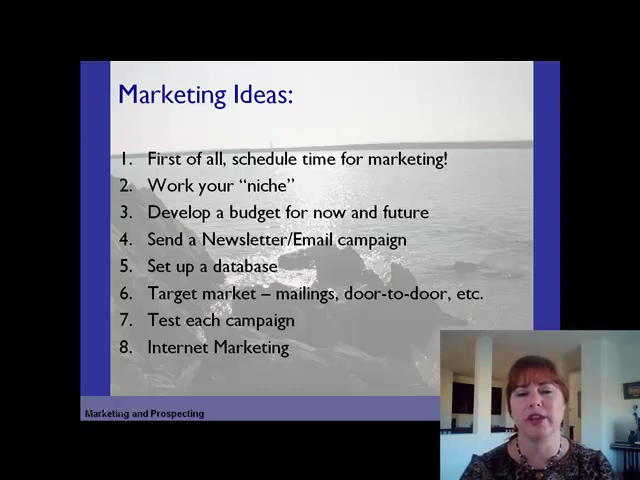 Marketing Ideas:
1. First of all, schedule time for marketing!
2. Work your “niche”
3. Develop a budget for now and future
4. Send a Newsletter/Email campaign
5. Set up a database
6. Target market – mailings, door-to-door, etc.
7. Test each campaign
8. Internet Marketing
Marketing and Prospecting